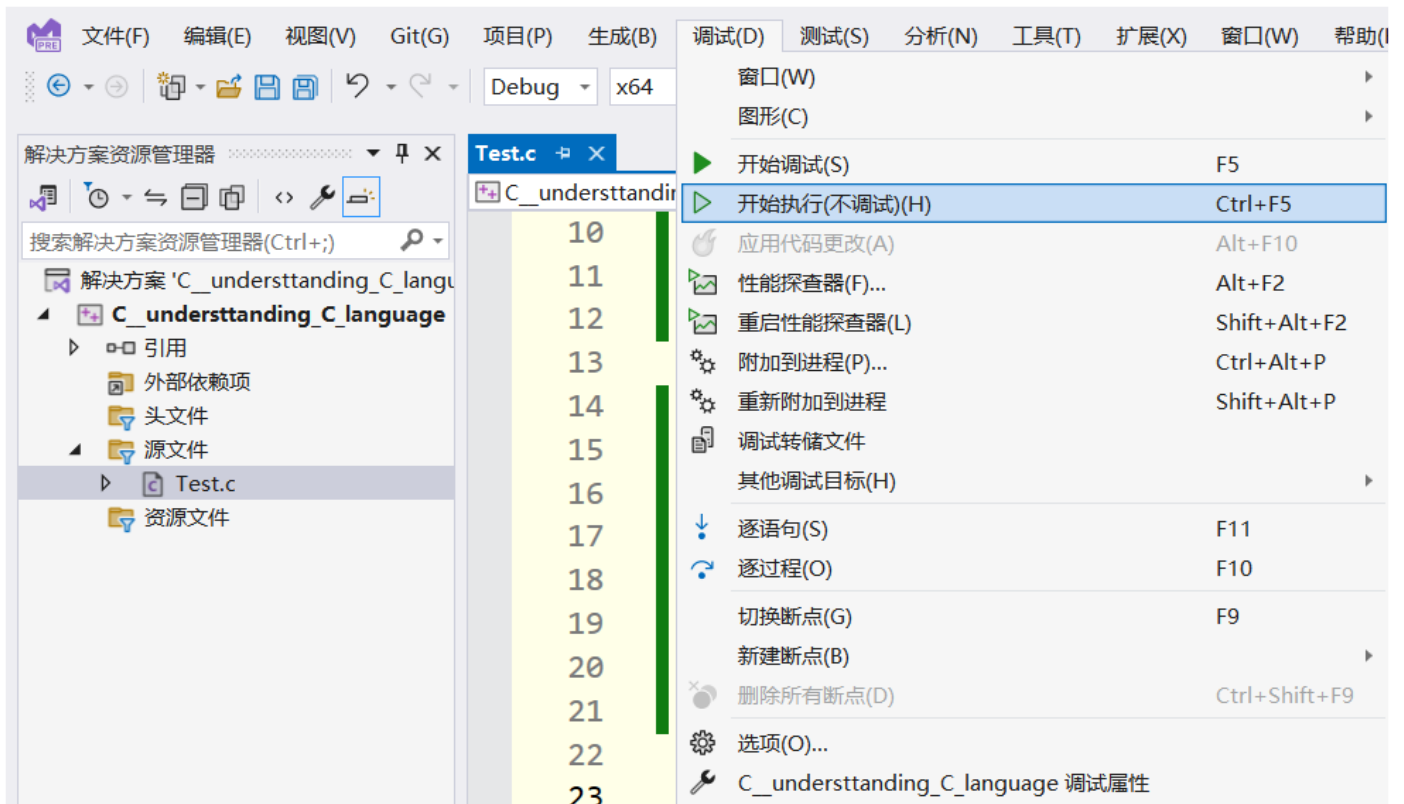 PRE
文件(F) 编辑(E) 视图(V) Git(G) 项目(P) 生成(B) 调试(D) 测试(S) 分析(N) 工具(T) 扩展(X) 窗口(W) 帮助(
Debug x64
解决方案资源管理器
搜索解决方案资源管理器(Ctrl+;)
解决方案 'C__understtanding_C_langu
C__understtanding_C_language
引用
外部依赖项
头文件
源文件
Test.c
资源文件
Test.c
C__understtandin
10
11
12
13
14
15
16
17
18
19
20
21
22
23
窗口(W)
图形(C)
开始调试(S) F5
开始执行(不调试)(H) Ctrl+F5
应用代码更改(A) Alt+F10
性能探查器(F)... Alt+F2
重启性能探查器(L) Shift+Alt+F2
附加到进程(P)... Ctrl+Alt+P
重新附加到进程 Shift+Alt+P
调试转储文件
其他调试目标(H)
逐语句(S) F11
逐过程(O) F10
切换断点(G) F9
新建断点(B)
删除所有断点(D) Ctrl+Shift+F9
选项(O)...
C__understtanding_C_language 调试属性